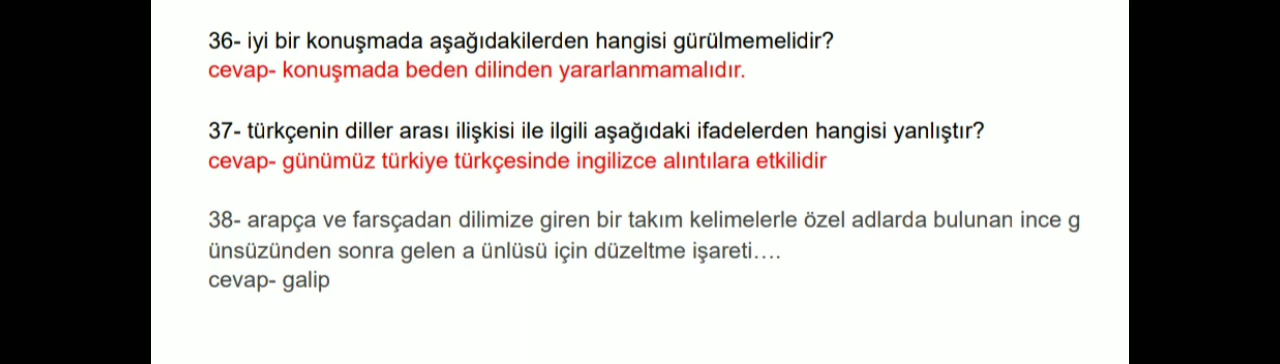 36- iyi bir konuşmada aşağıdakilerden hangisi gürülmemelidir?
cevap- konuşmada beden dilinden yararlanmamalıdır.
37- türkçenin diller arası ilişkisi ile ilgili aşağıdaki ifadelerden hangisi yanlıştır?
cevap- günümüz türkiye türkçesinde ingilizce alıntılara etkilidir
38- arapça ve farsçadan dilimize giren bir takım kelimelerle özel adlarda bulunan ince g
ünsüzünden sonra gelen a ünlüsü için düzeltme işareti….
cevap- galip